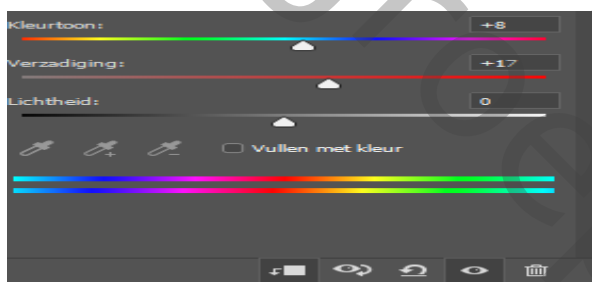 Kleurtoon: +8
Verzadiging: +17
Lichtheid: 0
Vullen met kleur